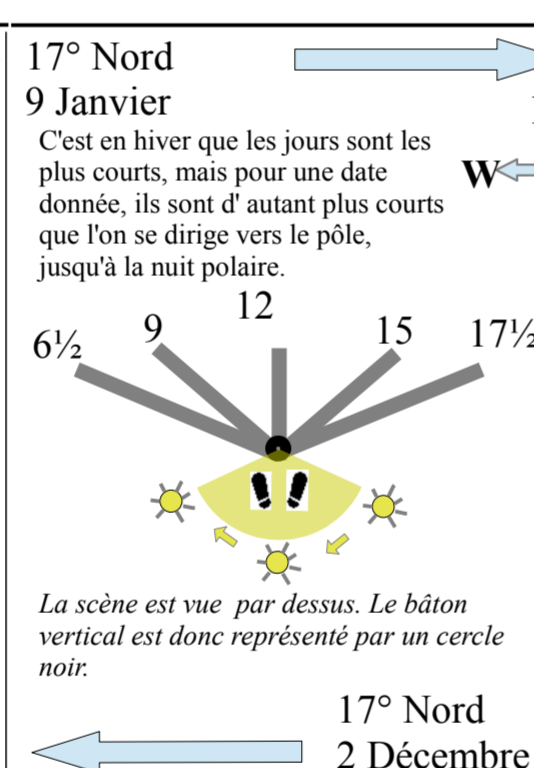 17° Nord
9 Janvier
C'est en hiver que les jours sont les
plus courts, mais pour une date
donnée, ils sont d' autant plus courts
que l'on se dirige vers le pôle,
jusqu'à la nuit polaire.
W
12
6½ 9 15 17½
La scène est vue par dessus. Le bâton
vertical est donc représenté par un cercle
noir.
17° Nord
2 Décembre